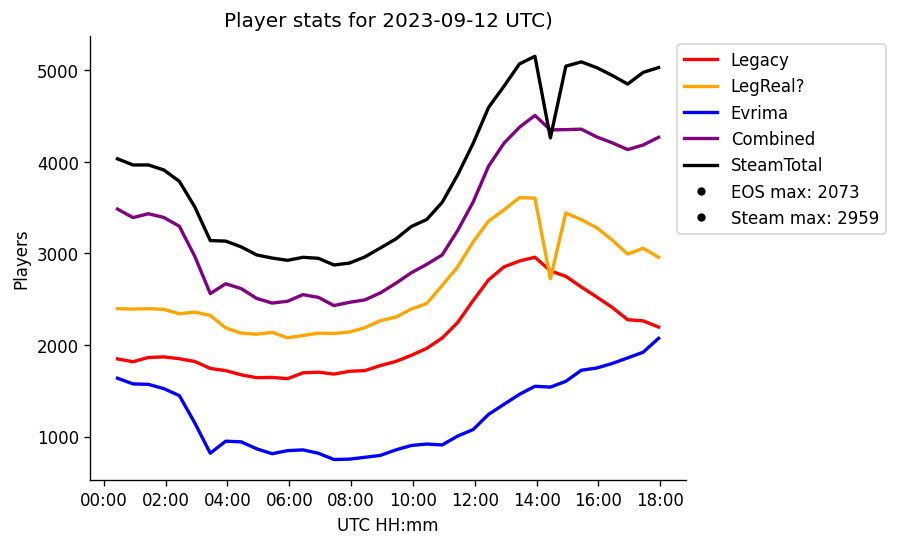 Player stats for 2023-09-12 UTC)
Players
5000
4000
3000
2000
1000
00:00 02:00 04:00 06:00 08:00 10:00 12:00 14:00 16:00 18:00
UTC HH:mm
Legacy
LegReal?
Evrima
Combined
SteamTotal
EOS max: 2073
Steam max: 2959